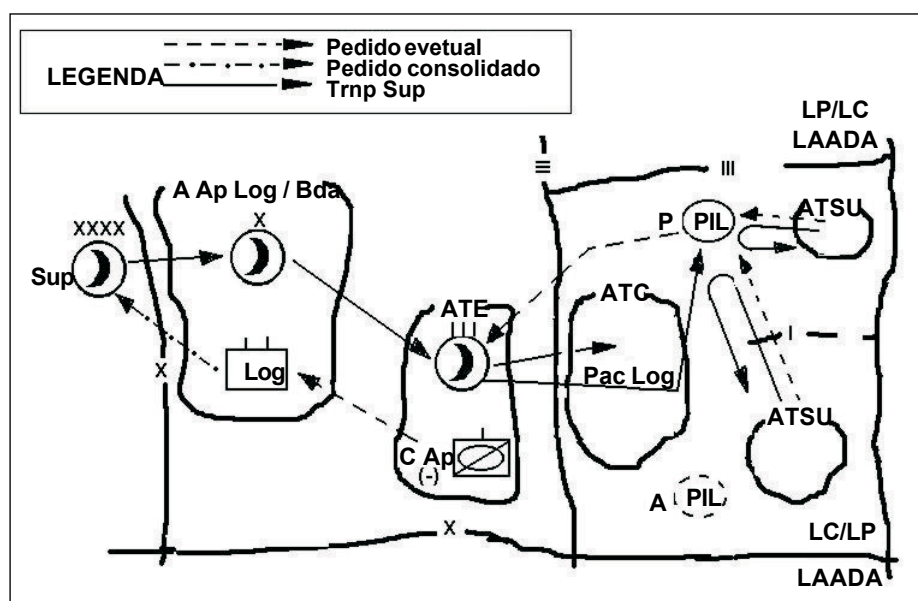 LEGENDA
Pedido evetual
Pedido consolidado
Trnp Sup
LP/LC
LAADA
III
III
A Ap Log / Bda
X
XXXX
Sup
P PIL
ATSU
ATE
III
ATC
I
Log
X
Pac Log
ATSU
C Ap
(-)
A PIL
X
LC/LP
LAADA